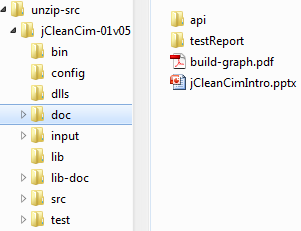 unzip-src
jCleanCim-01v05
bin
config
dlls
doc
input
lib
lib-doc
src
test
api
testReport
build-graph.pdf
jCleanCimIntro.pptx